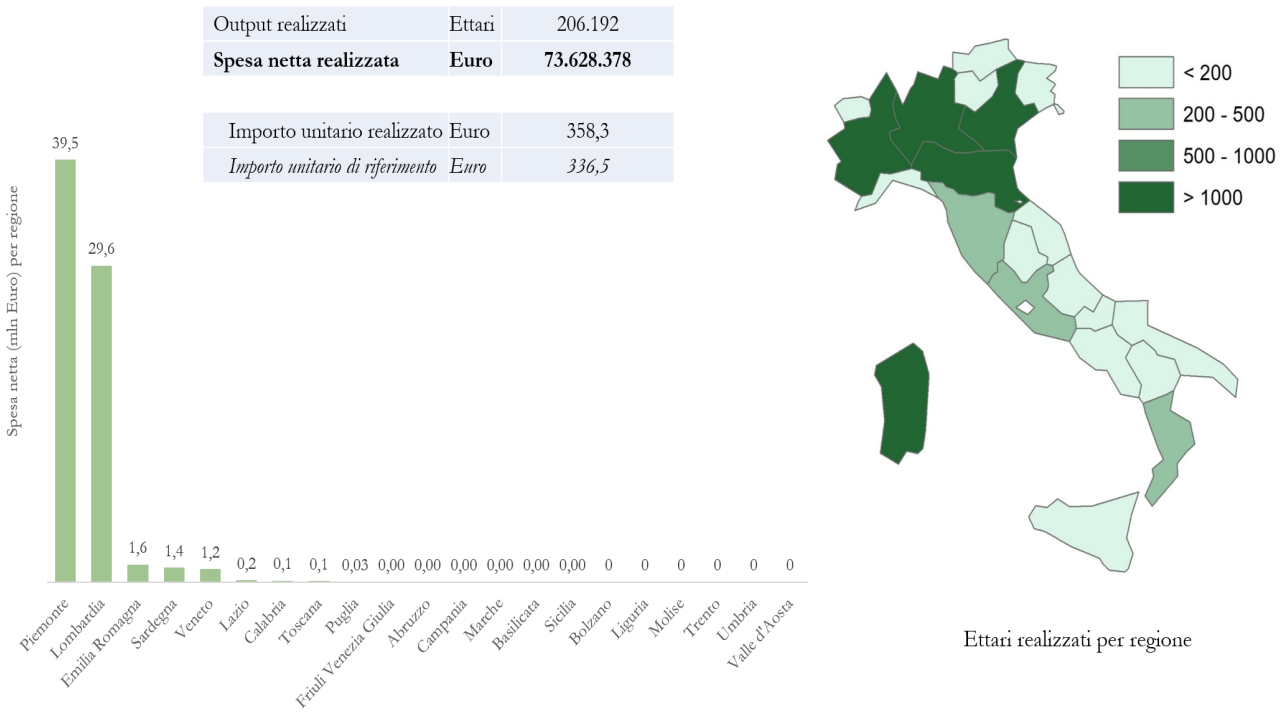 Output realizzati Ettari 206.192
Spesa netta realizzata Euro 73.628.378
Importo unitario realizzato Euro 358,3
Importo unitario di riferimento Euro 336,5
Spesa netta (mln Euro) per regione
39,5 29,6 1,6 1,4 1,2 0,2 0,1 0,1 0,03 0,00 0,00 0,00 0,00 0,00 0,00 0 0 0 0 0 0
Piemonte
Lombardia
Emilia Romagna
Sardegna
Veneto
Lazio
Calabria
Toscana
Puglia
Friuli Venezia Giulia
Abruzzo
Campania
Marche
Basilicata
Sicilia
Bolzano
Liguria
Molise
Trento
Umbria
Valle d'Aosta
< 200
200 - 500
500 - 1000
> 1000
Ettari realizzati per regione